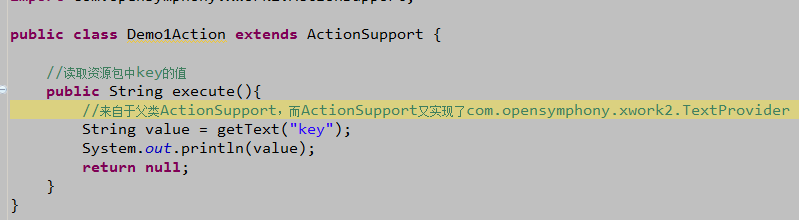 import com.opensymphony.xwork2.ActionSupport;
public class Demo1Action extends ActionSupport {
//读取资源包中key的值
public String execute(){
//来自于父类ActionSupport，而ActionSupport又实现了com.opensymphony.xwork2.TextProvider
String value = getText("key");
System.out.println(value);
return null;
}
}